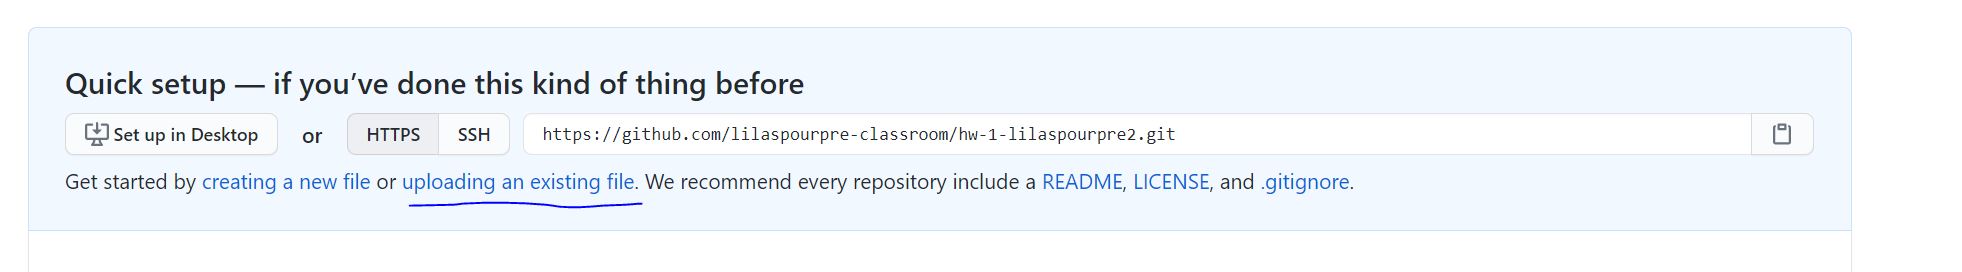 Quick setup — if you’ve done this kind of thing before
Set up in Desktop or HTTPS SSH https://github.com/lilaspourpre-classroom/hw-1-lilaspourpre2.git
Get started by creating a new file or uploading an existing file. We recommend every repository include a README, LICENSE, and .gitignore.